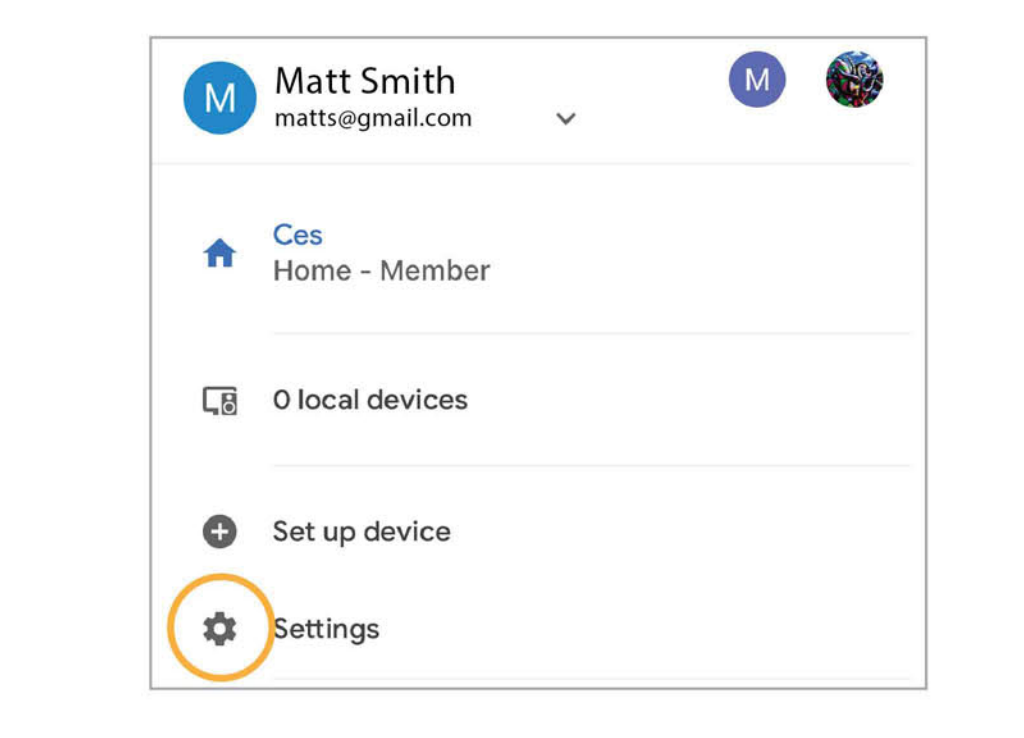 M
Matt Smith
matts@gmail.com
M
Ces
Home - Member
0 local devices
Set up device
Settings